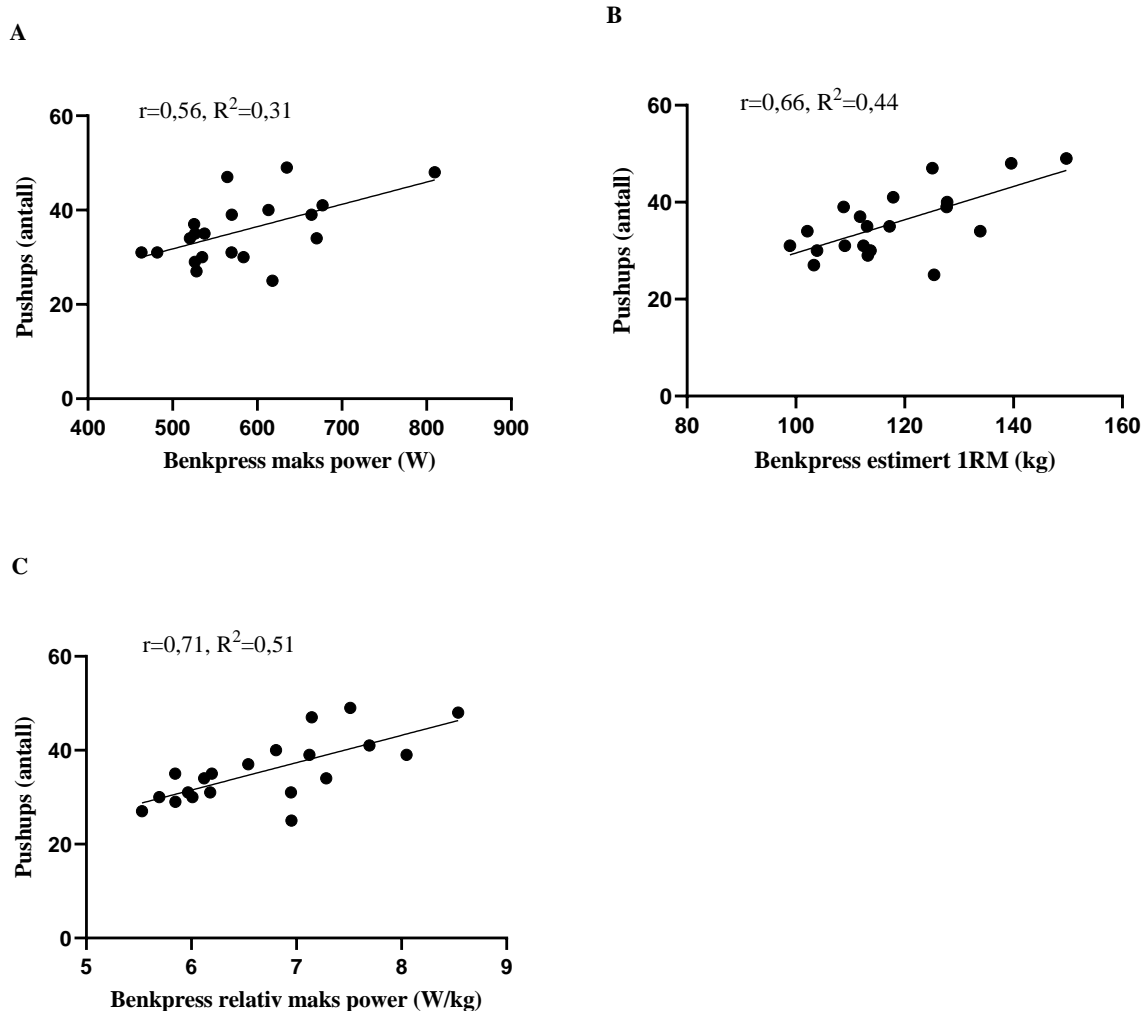 A
r=0,56, R²=0,31
60
40
20
0
Pushups (antall)
400 500 600 700 800 900
Benkpress maks power (W)
B
r=0,66, R²=0,44
60
40
20
0
Pushups (antall)
80 100 120 140 160
Benkpress estimert 1RM (kg)
C
r=0,71, R²=0,51
60
40
20
0
Pushups (antall)
5 6 7 8 9
Benkpress relativ maks power (W/kg)